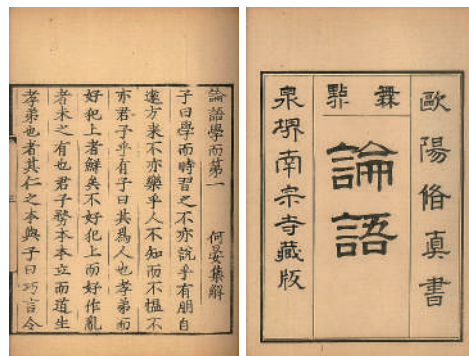 歐陽脩真書
無點
論語
泉堺南宗寺藏版
論語學而第一 何晏集解
子曰學而時習之不亦說乎有朋自
遠方来不亦樂乎人不知而不慍不
亦君子乎有子曰其為人也孝弟而
好犯上者鮮矣不好犯上而好作亂
者未之有也君子務本本立而道生
孝弟也者其仁之本與子曰巧言令